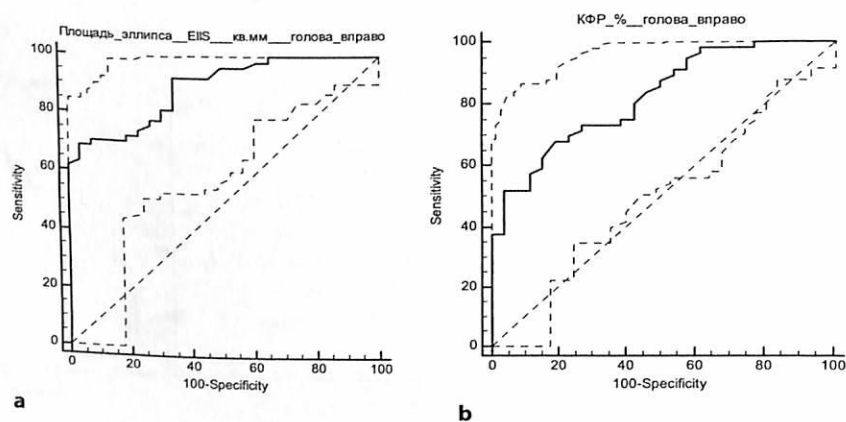 Площадь_эллипса__EllS___кв.мм___голова_вправо
100
80
60
40
20
0
Sensitivity
0 20 40 60 80 100
100-Specificity
a
КФР_%__голова_вправо
100
80
60
40
20
0
Sensitivity
0 20 40 60 80 100
100-Specificity
b